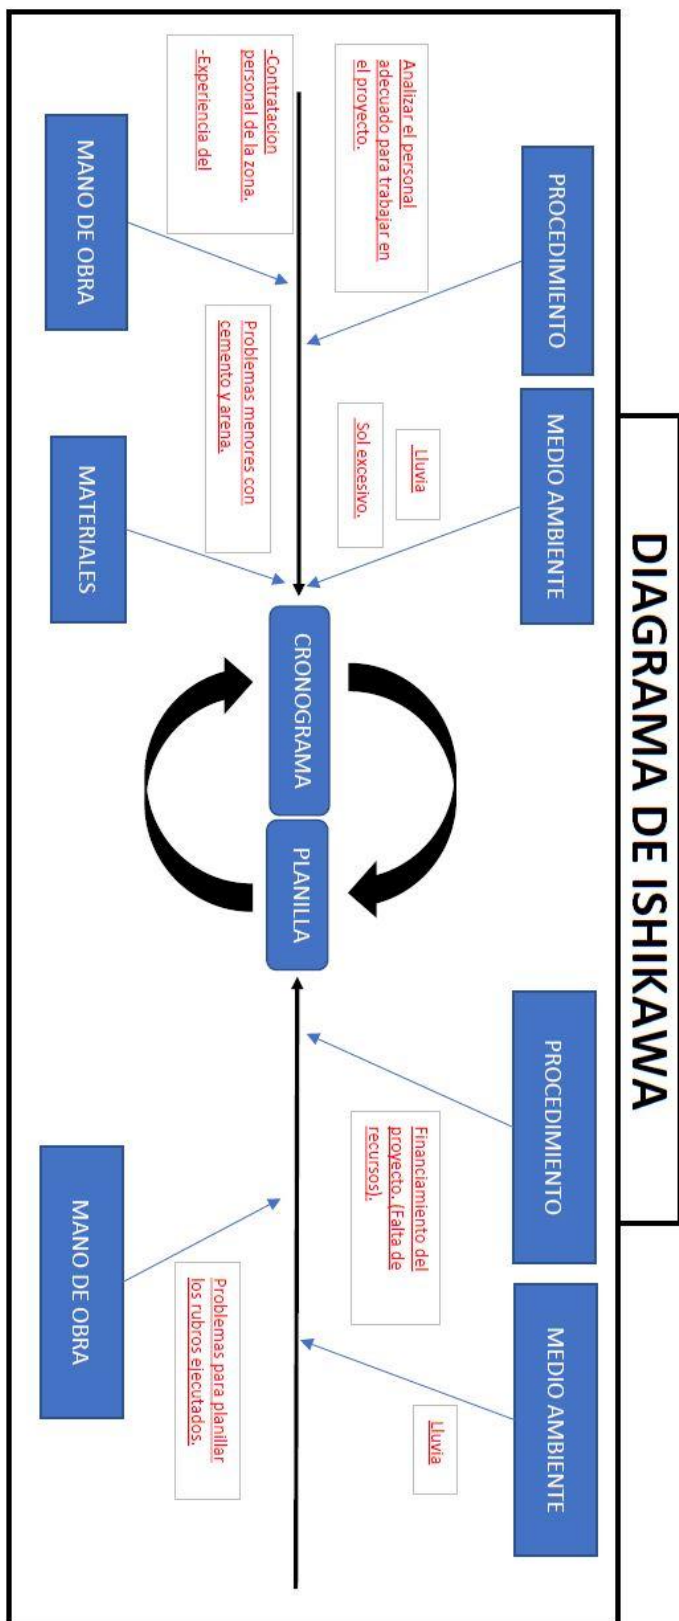 DIAGRAMA DE ISHIKAWA
PROCEDIMIENTO
MEDIO AMBIENTE
PROCEDIMIENTO
MEDIO AMBIENTE
Analizar el personal
adecuado para trabajar en
el proyecto.
Lluvia
Sol excesivo.
Financiamiento del
proyecto. (Falta de
recursos).
Lluvia
CRONOGRAMA
PLANILLA
-Contratacion
personal de la zona.
-Experiencia del
Problemas menores con
cemento y arena.
Problemas para planillar
los rubros ejecutados.
MANO DE OBRA
MATERIALES
MANO DE OBRA